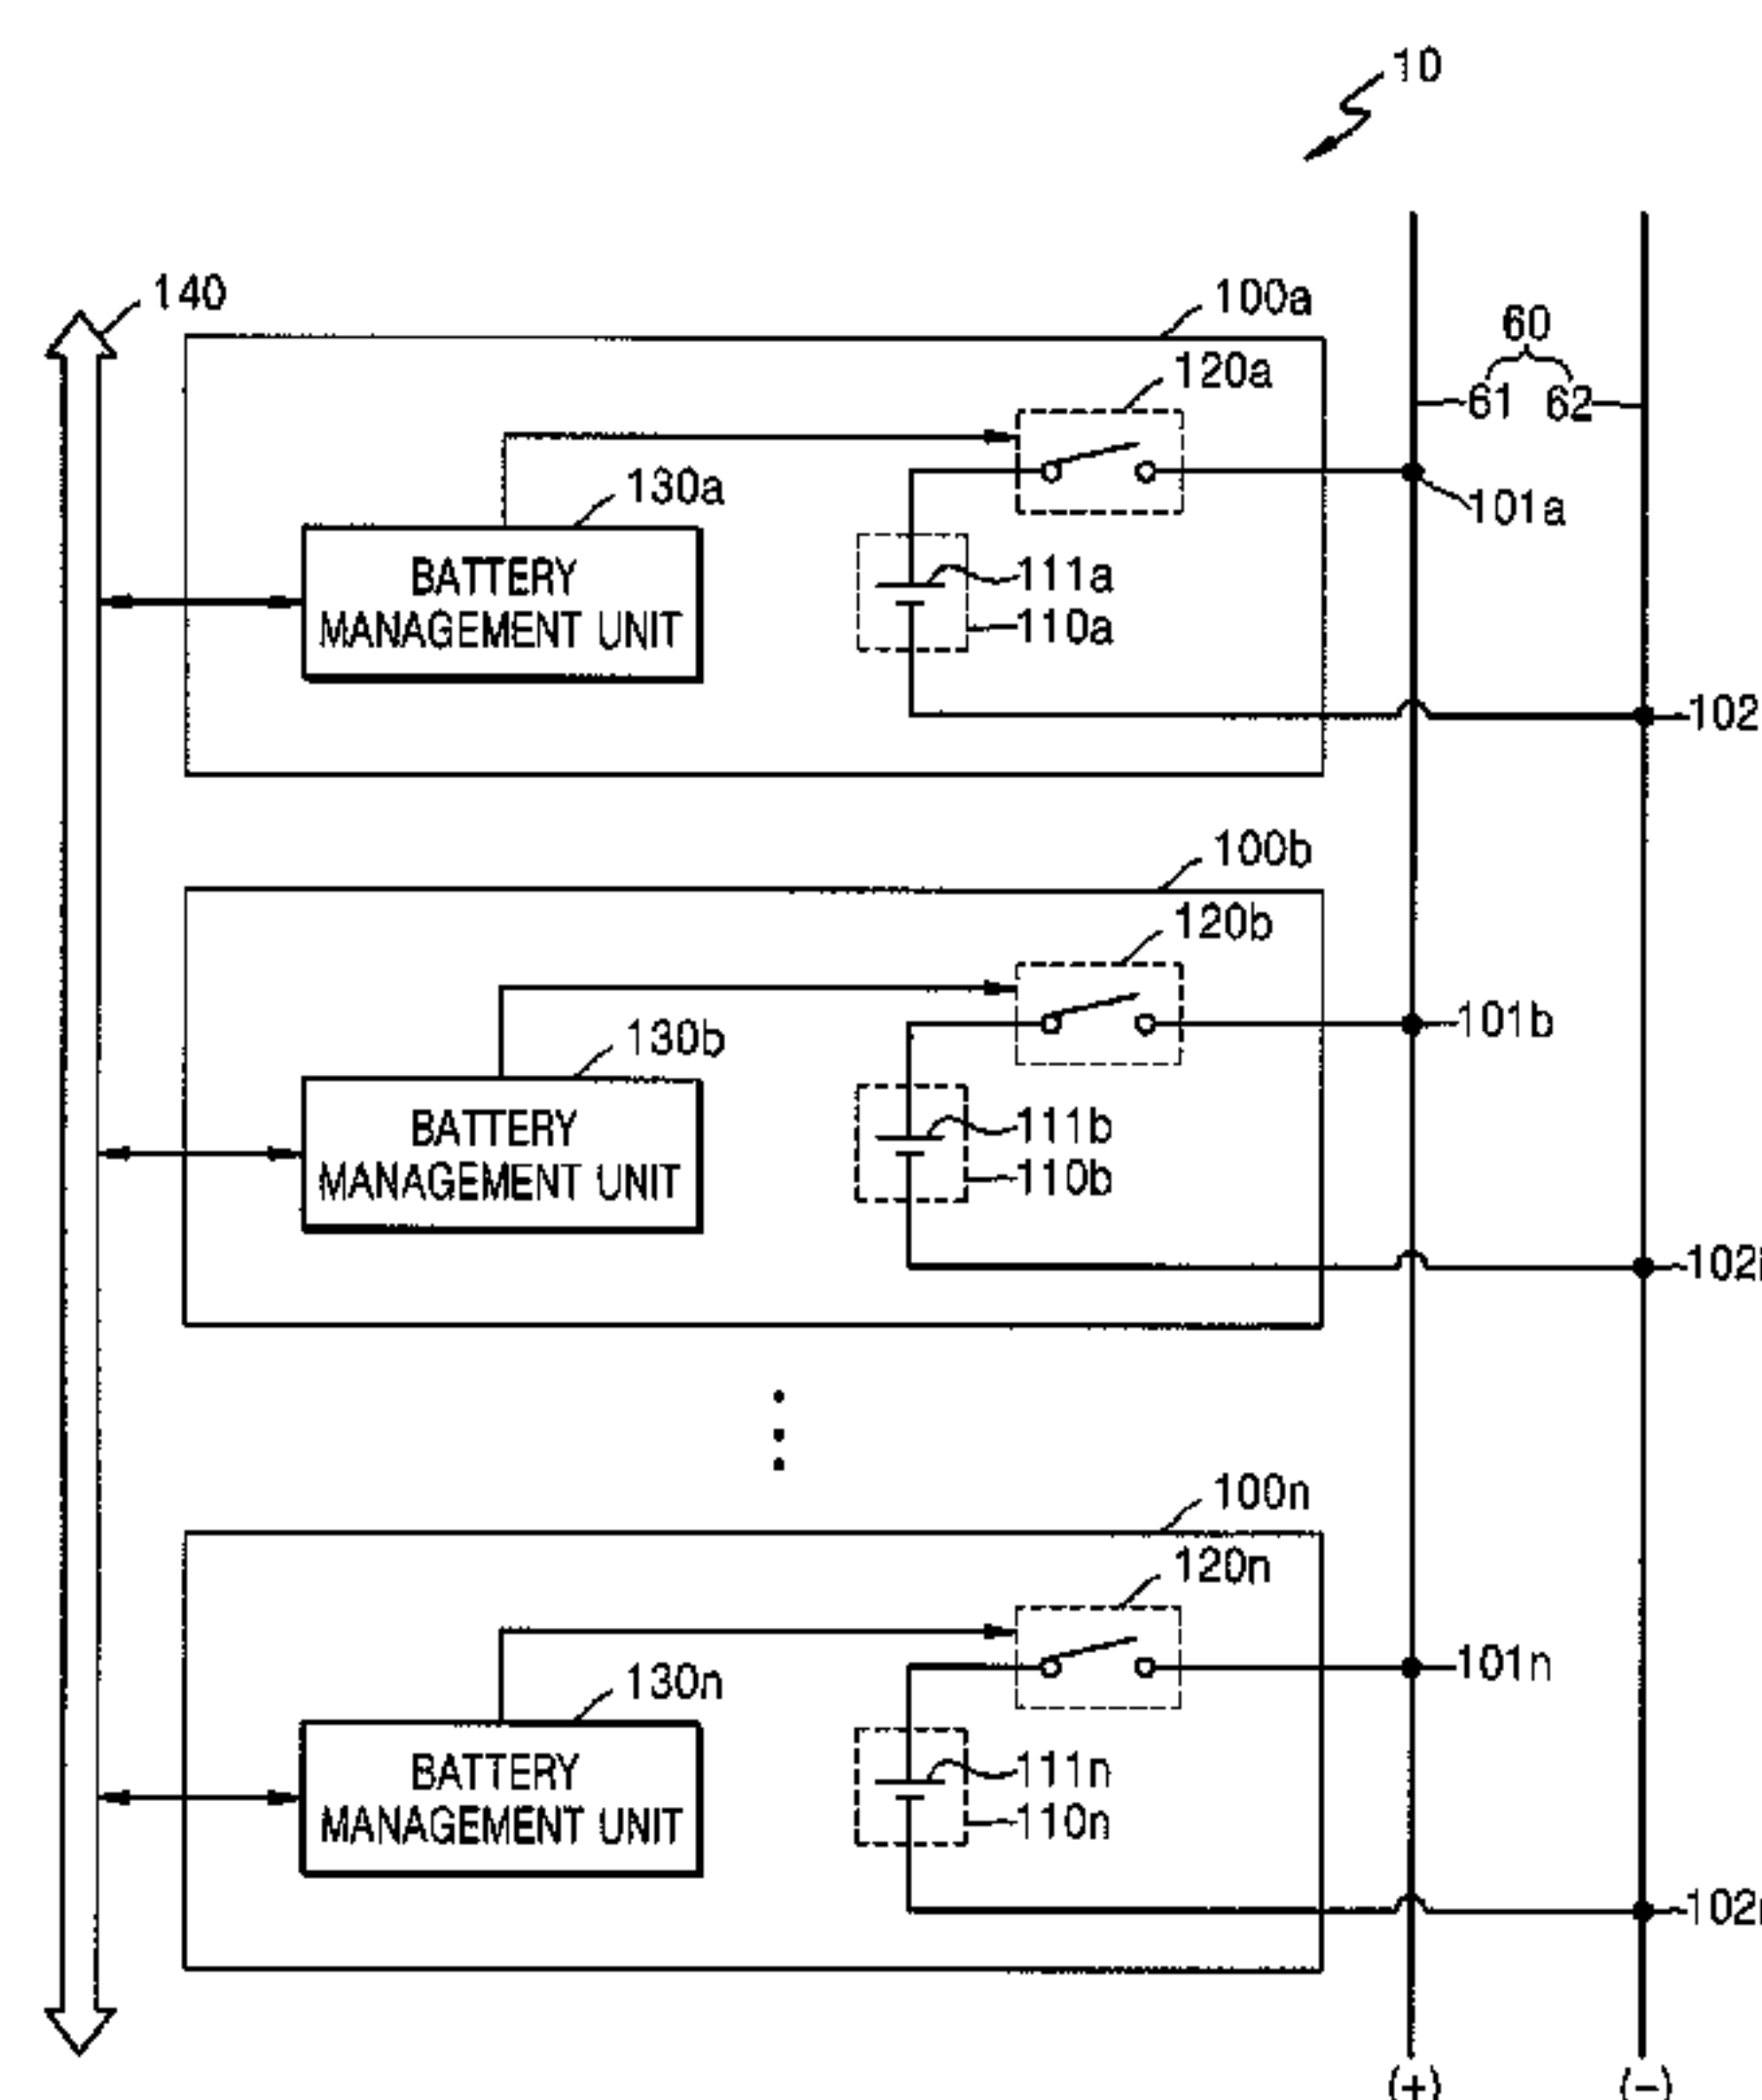 10
140
100a
60
120a
61 62
130a
101a
BATTERY
MANAGEMENT UNIT
111a
110a
102
100b
120b
130b
101b
BATTERY
MANAGEMENT UNIT
111b
110b
100n
120n
130n
101n
BATTERY
MANAGEMENT UNIT
111n
110n
(+) (-)